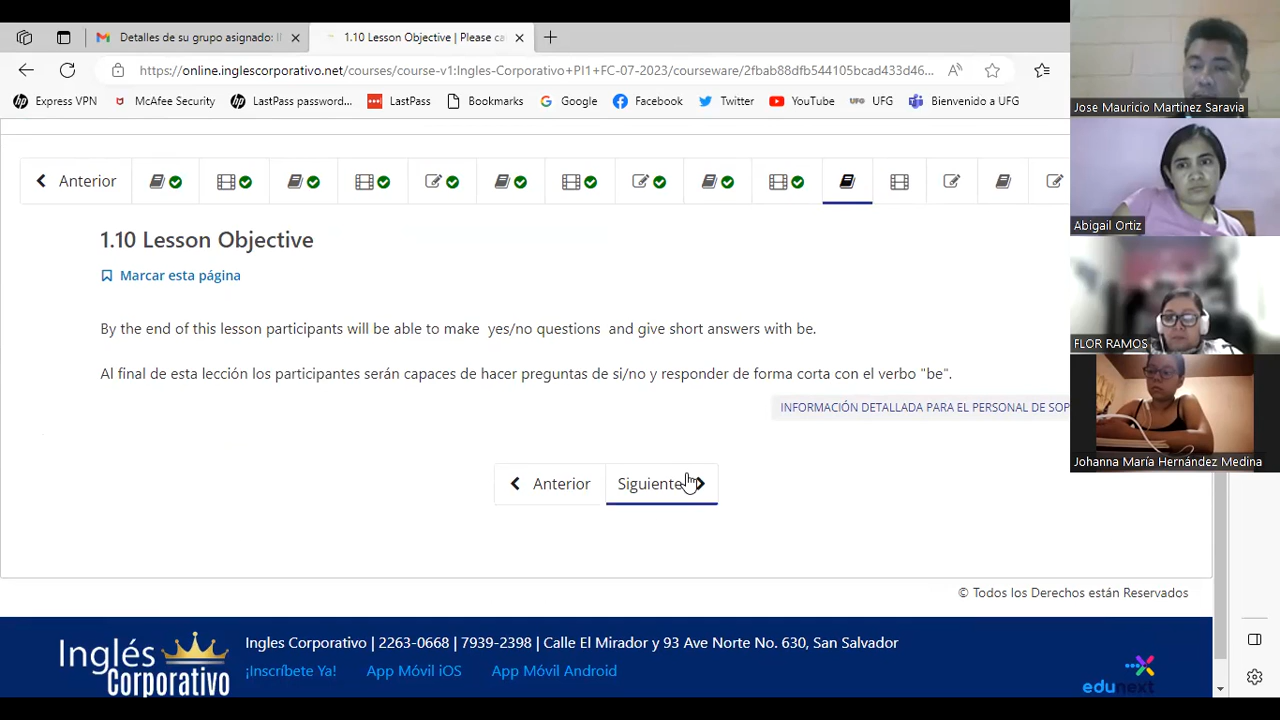 Detalles de su grupo asignado: I
1.10 Lesson Objective | Please ca
https://online.inglescorporativo.net/courses/course-v1:Ingles-Corporativo+PI1+FC-07-2023/courseware/2fbab88dfb544105bcad433d46...
Express VPN McAfee Security LastPass password... LastPass Bookmarks Google Facebook Twitter YouTube UFG Bienvenido a UFG
Anterior
1.10 Lesson Objective
Marcar esta página
By the end of this lesson participants will be able to make yes/no questions and give short answers with be.
Al final de esta lección los participantes serán capaces de hacer preguntas de si/no y responder de forma corta con el verbo "be".
INFORMACIÓN DETALLADA PARA EL PERSONAL DE SOP
Anterior Siguiente
© Todos los Derechos están Reservados
Inglés Corporativo
Ingles Corporativo | 2263-0668 | 7939-2398 | Calle El Mirador y 93 Ave Norte No. 630, San Salvador
¡Inscríbete Ya! App Móvil iOS App Móvil Android
edunext
Jose Mauricio Martinez Saravia
Abigail Ortiz
FLOR RAMOS
Johanna María Hernández Medina